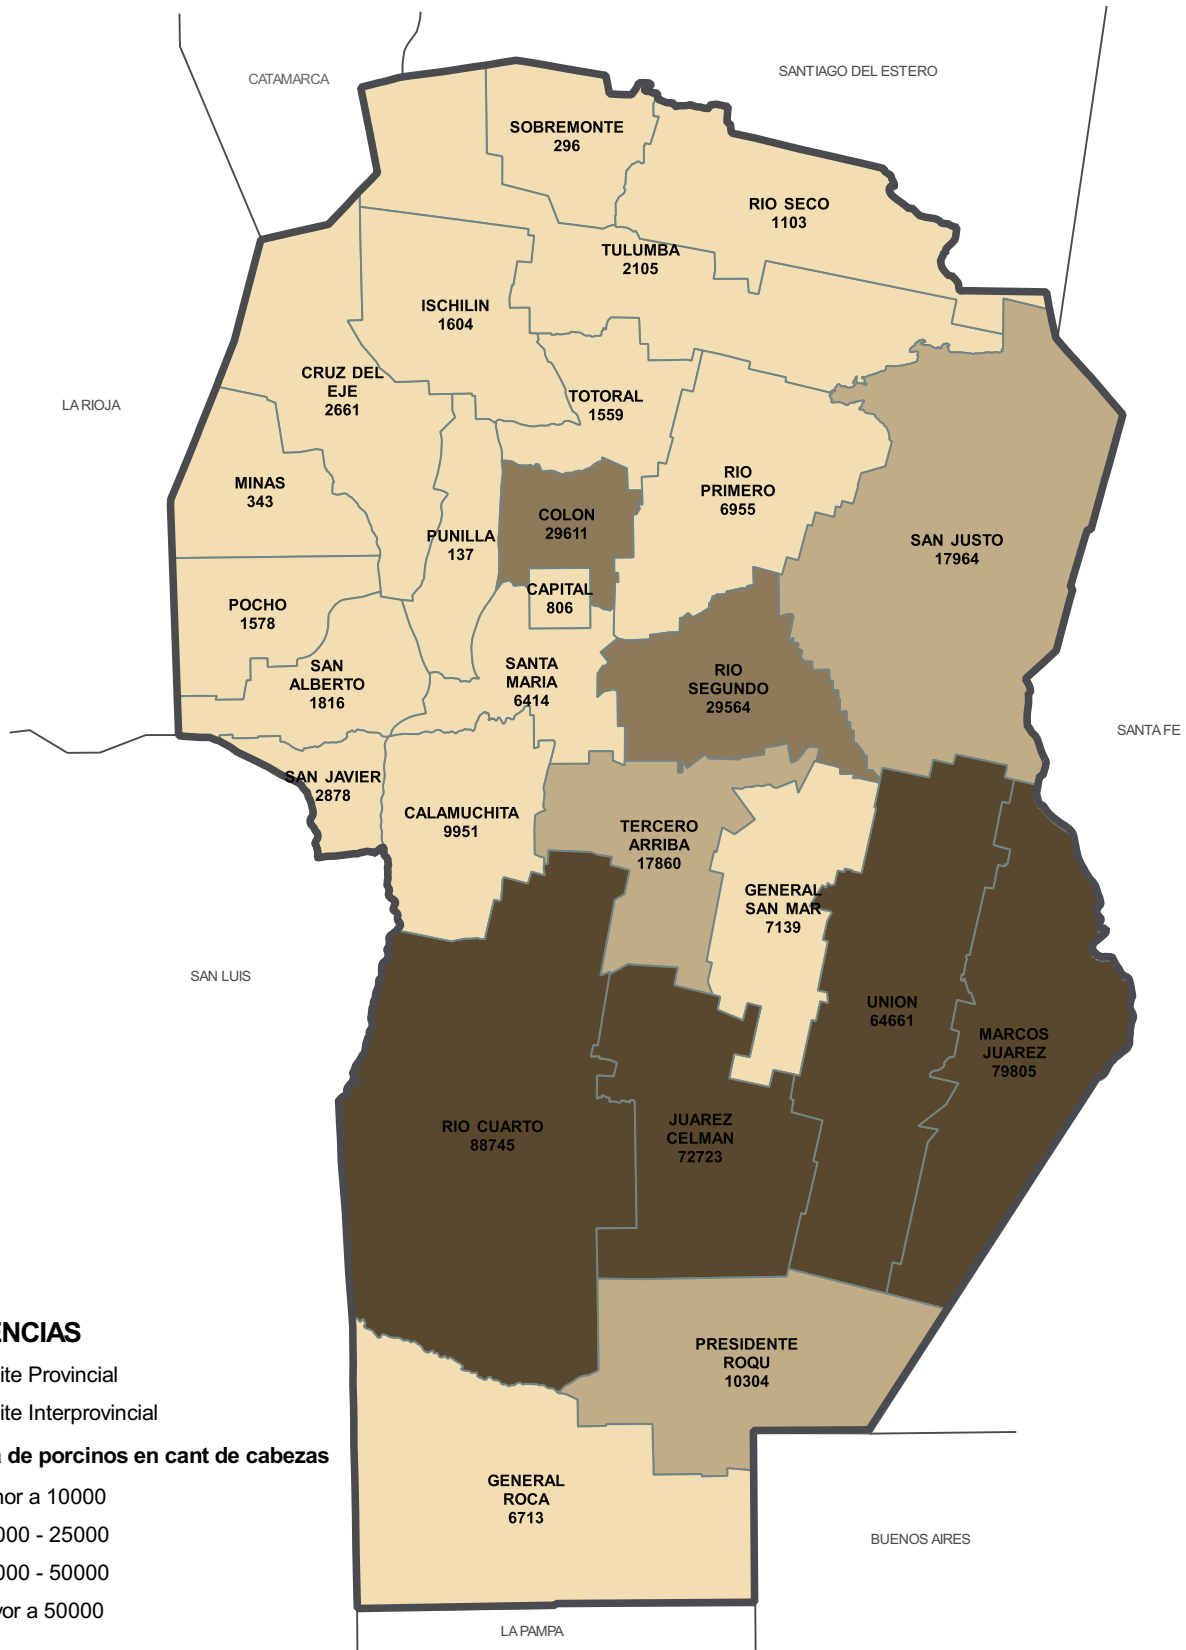 CATAMARCA
SANTIAGO DEL ESTERO
SOBREMONTE
296
RIO SECO
1103
TULUMBA
2105
ISCHILIN
1604
CRUZ DEL
EJE
2661
TOTORAL
1559
LA RIOJA
MINAS
343
RIO
PRIMERO
6955
COLON
29611
PUNILLA
137
SAN JUSTO
17964
CAPITAL
806
POCHO
1578
SAN
ALBERTO
1816
SANTA
MARIA
6414
RIO
SEGUNDO
29564
SANTA FE
SAN JAVIER
2878
CALAMUCHITA
9951
TERCERO
ARRIBA
17860
GENERAL
SAN MAR
7139
SAN LUIS
UNION
64661
MARCOS
JUAREZ
79805
RIO CUARTO
88745
JUAREZ
CELMAN
72723
PRESIDENTE
ROQU
10304
GENERAL
ROCA
6713
BUENOS AIRES
LA PAMPA
ENCIAS
ite Provincial
ite Interprovincial
a de porcinos en cant de cabezas
nor a 10000
000 - 25000
000 - 50000
yor a 50000